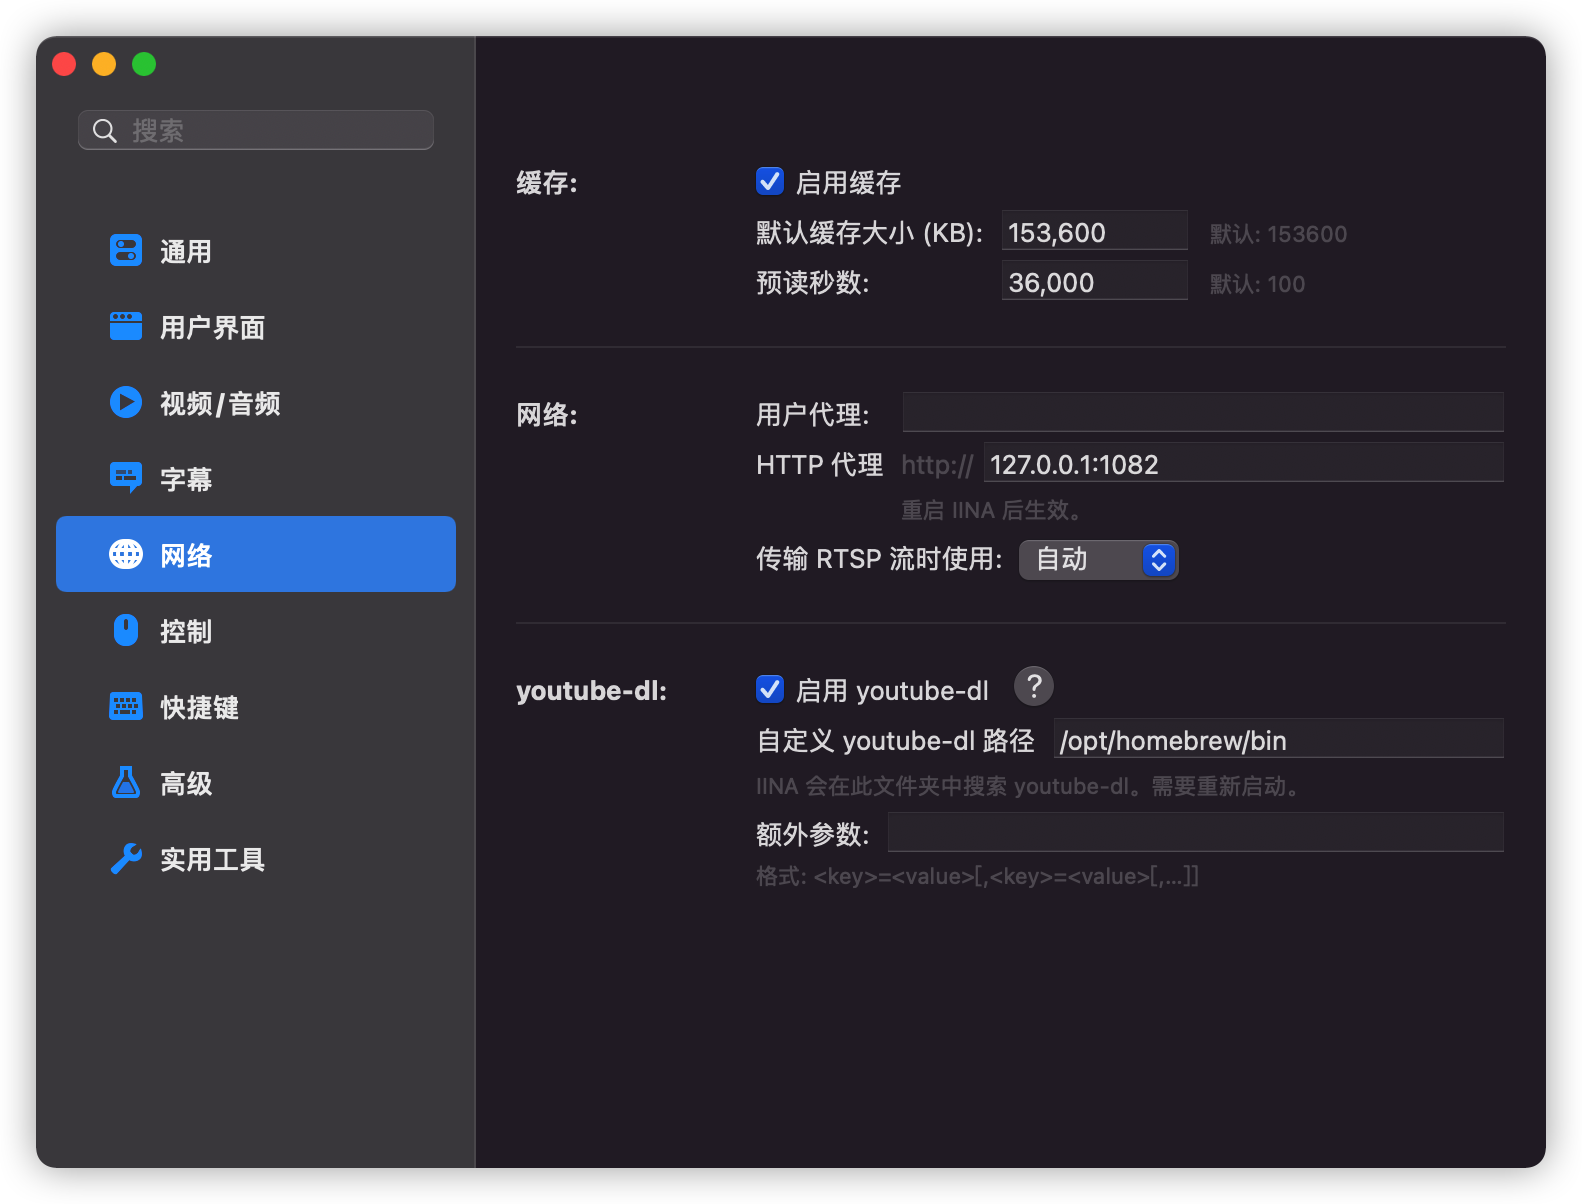 搜索
通用
用户界面
视频/音频
字幕
网络
控制
快捷键
高级
实用工具
缓存:
启用缓存
默认缓存大小 (KB): 153,600 默认: 153600
预读秒数: 36,000 默认: 100
网络:
用户代理:
HTTP 代理 http:// 127.0.0.1:1082
重启 IINA 后生效。
传输 RTSP 流时使用: 自动
youtube-dl:
启用 youtube-dl ?
自定义 youtube-dl 路径 /opt/homebrew/bin
IINA 会在此文件夹中搜索 youtube-dl。需要重新启动。
额外参数:
格式: <key>=<value>[,<key>=<value>[,...]]